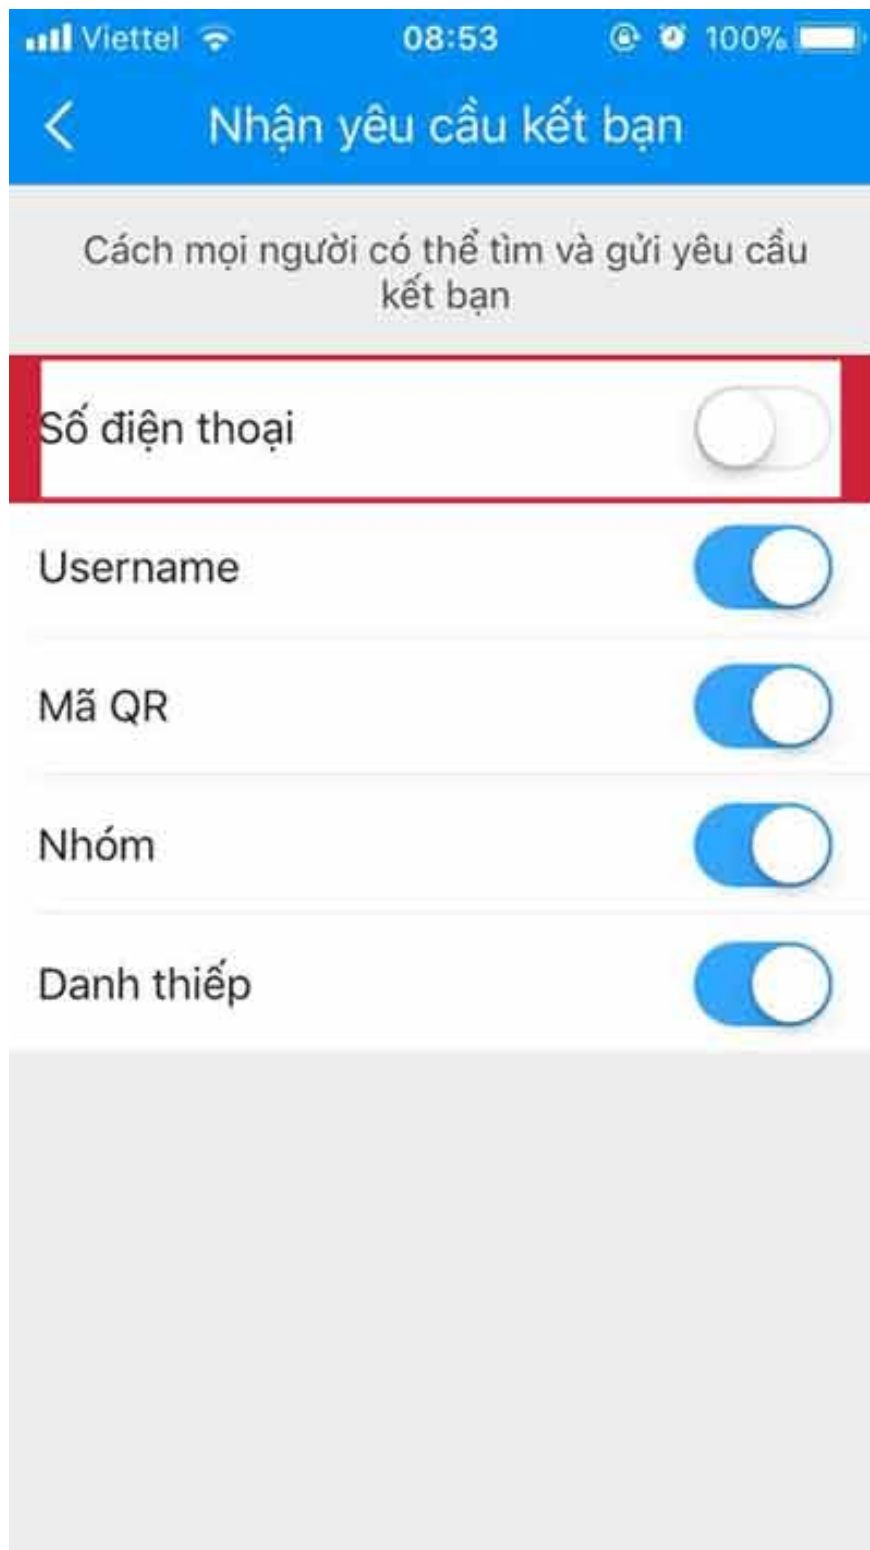 Viettel 08:53 100%
Nhận yêu cầu kết bạn
Cách mọi người có thể tìm và gửi yêu cầu
kết bạn
Số điện thoại
Username
Mã QR
Nhóm
Danh thiếp